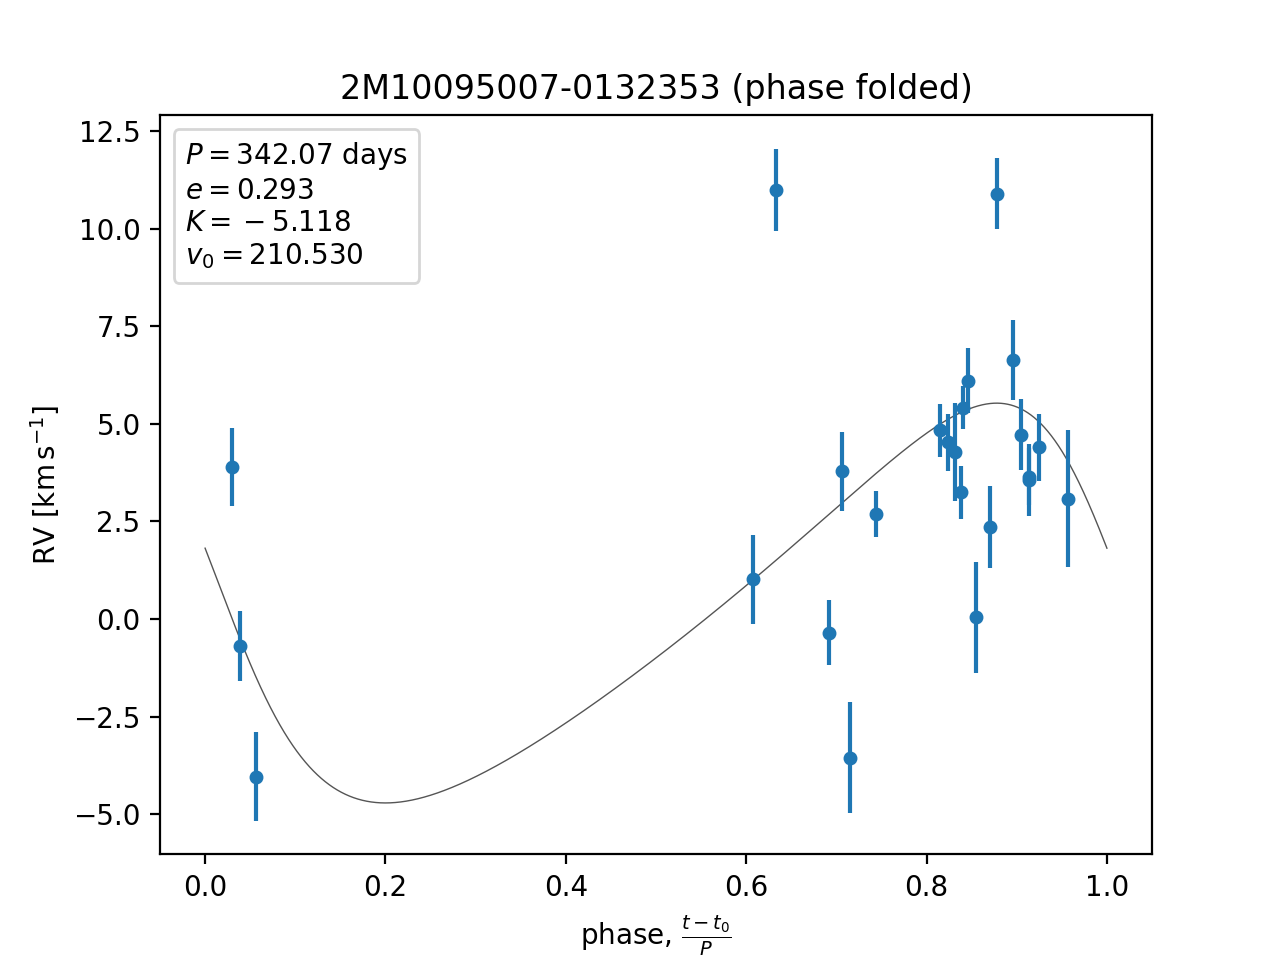 2M10095007-0132353 (phase folded)
P = 342.07 days
e = 0.293
K = −5.118
v₀ = 210.530
12.5
10.0
7.5
5.0
2.5
0.0
−2.5
−5.0
RV [km s⁻¹]
0.0 0.2 0.4 0.6 0.8 1.0
phase, (t − t₀)/P